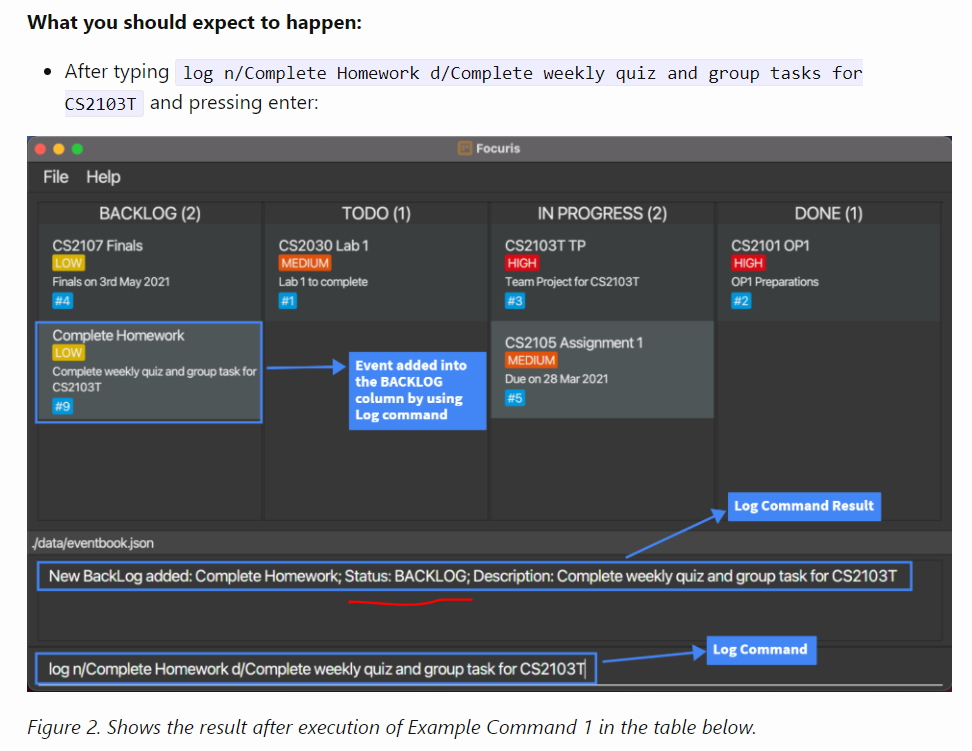 What you should expect to happen:
• After typing log n/Complete Homework d/Complete weekly quiz and group tasks for
CS2103T and pressing enter:
Focuris
File Help
BACKLOG (2)
CS2107 Finals
LOW
Finals on 3rd May 2021
#4
Complete Homework
LOW
Complete weekly quiz and group task for
CS2103T
#9
TODO (1)
CS2030 Lab 1
MEDIUM
Lab 1 to complete
#1
Event added into
the BACKLOG
column by using
Log command
IN PROGRESS (2)
CS2103T TP
HIGH
Team Project for CS2103T
#3
CS2105 Assignment 1
MEDIUM
Due on 28 Mar 2021
#5
DONE (1)
CS2101 OP1
HIGH
OP1 Preparations
#2
Log Command Result
./data/eventbook.json
New BackLog added: Complete Homework; Status: BACKLOG; Description: Complete weekly quiz and group task for CS2103T
Log Command
log n/Complete Homework d/Complete weekly quiz and group task for CS2103T
Figure 2. Shows the result after execution of Example Command 1 in the table below.